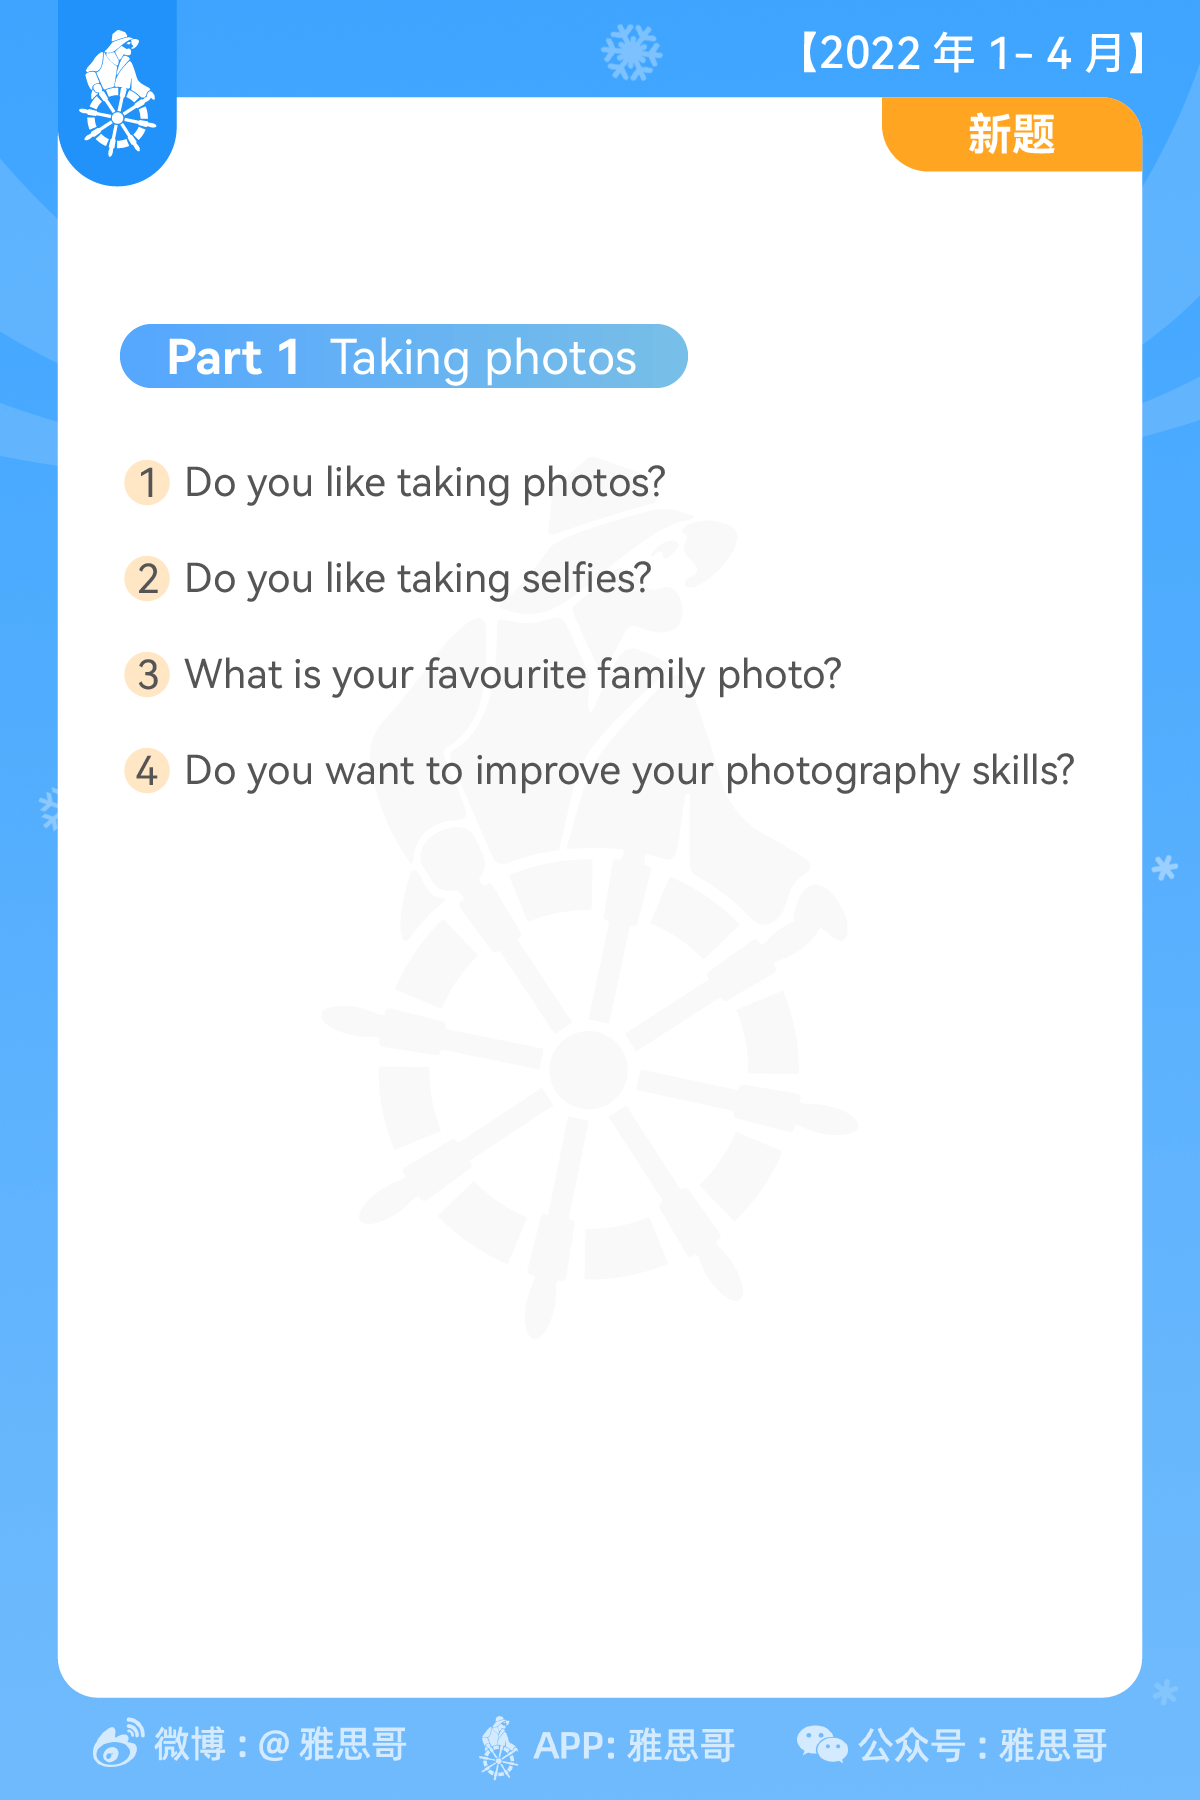 【2022 年 1- 4 月】
新题
Part 1 Taking photos
1 Do you like taking photos?
2 Do you like taking selfies?
3 What is your favourite family photo?
4 Do you want to improve your photography skills?
微博：@ 雅思哥 APP: 雅思哥 公众号：雅思哥